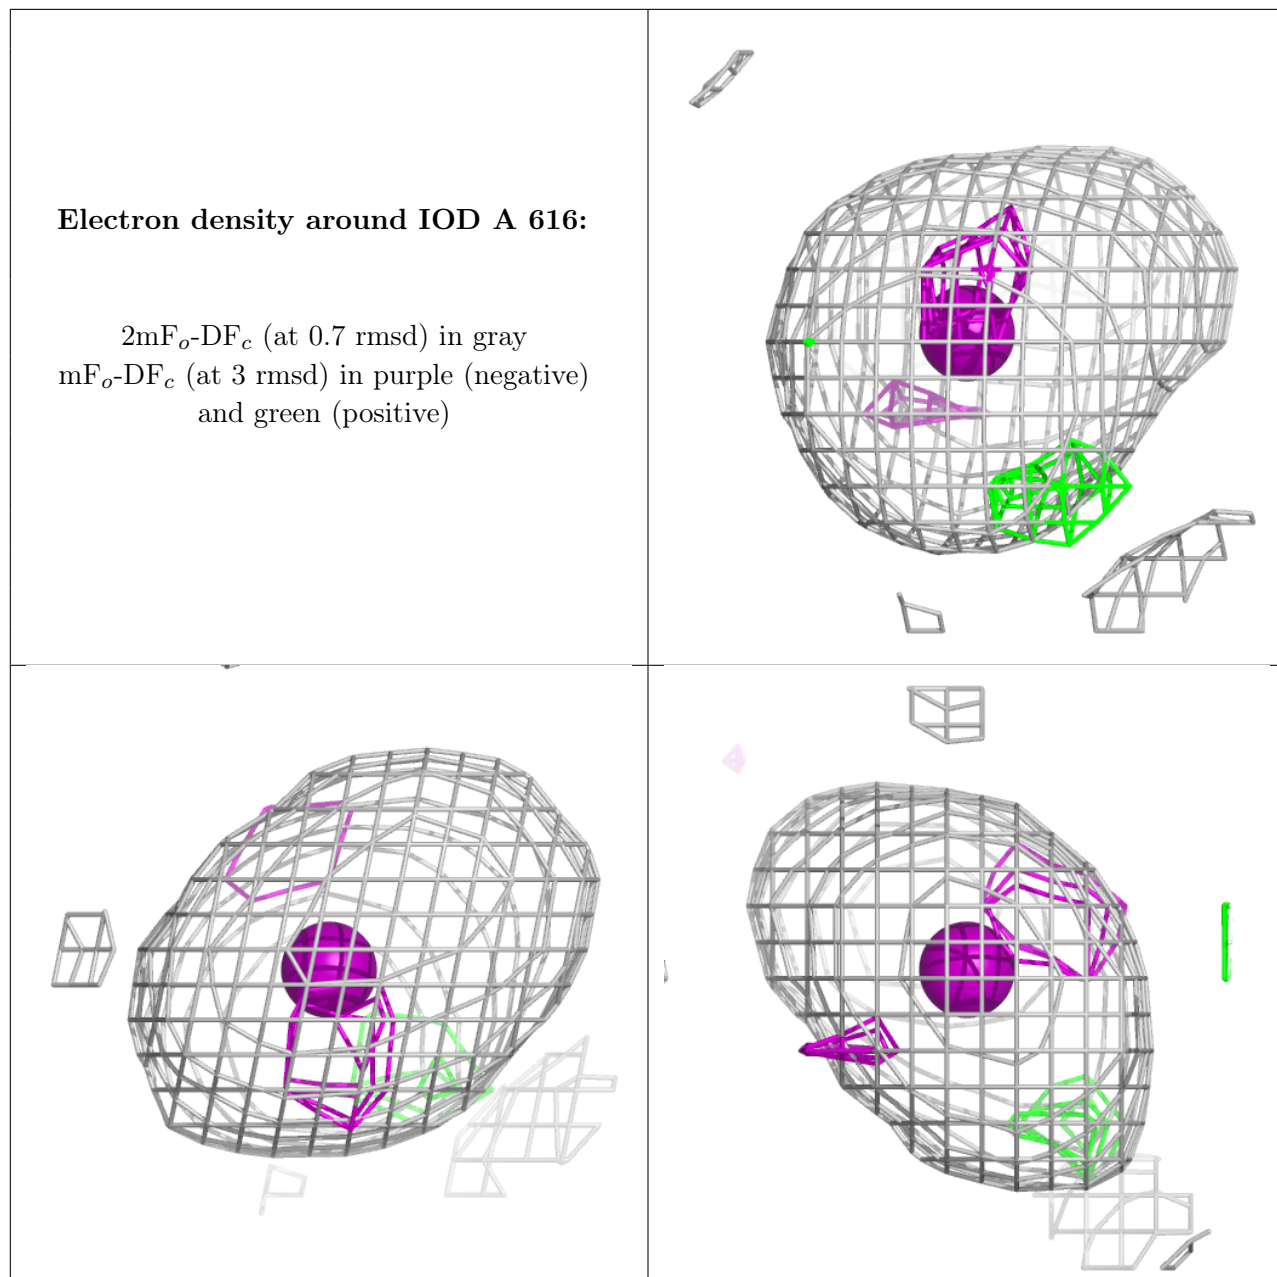 Electron density around IOD A 616:
2mFo-DFc (at 0.7 rmsd) in gray
mFo-DFc (at 3 rmsd) in purple (negative)
and green (positive)